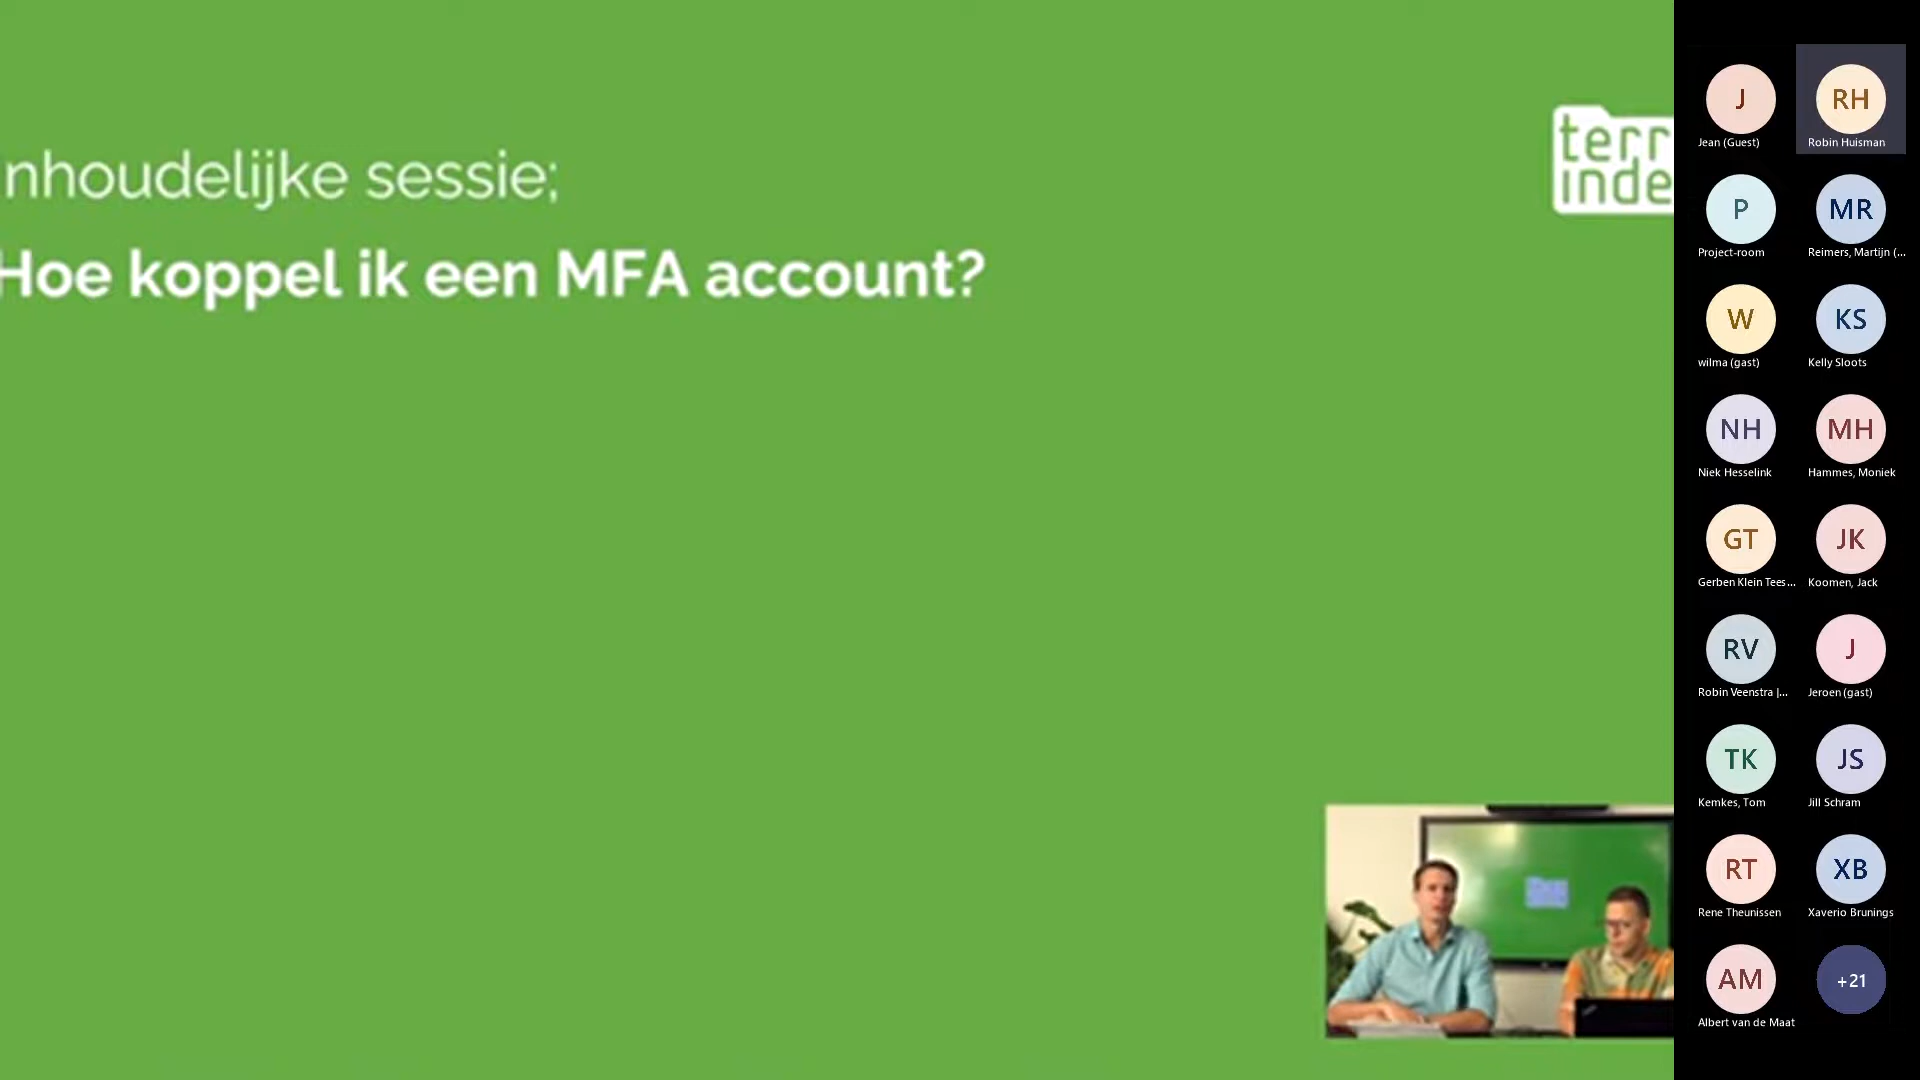 nhoudelijke sessie;
Hoe koppel ik een MFA account?
terr
inde
J
Jean (Guest)
RH
Robin Huisman
P
Project-room
MR
Reimers, Martijn (...
W
wilma (gast)
KS
Kelly Sloots
NH
Niek Hesselink
MH
Hammes, Moniek
GT
Gerben Klein Tees...
JK
Koomen, Jack
RV
Robin Veenstra |...
J
Jeroen (gast)
TK
Kemkes, Tom
JS
Jill Schram
RT
Rene Theunissen
XB
Xaverio Brunings
AM
Albert van de Maat
+21